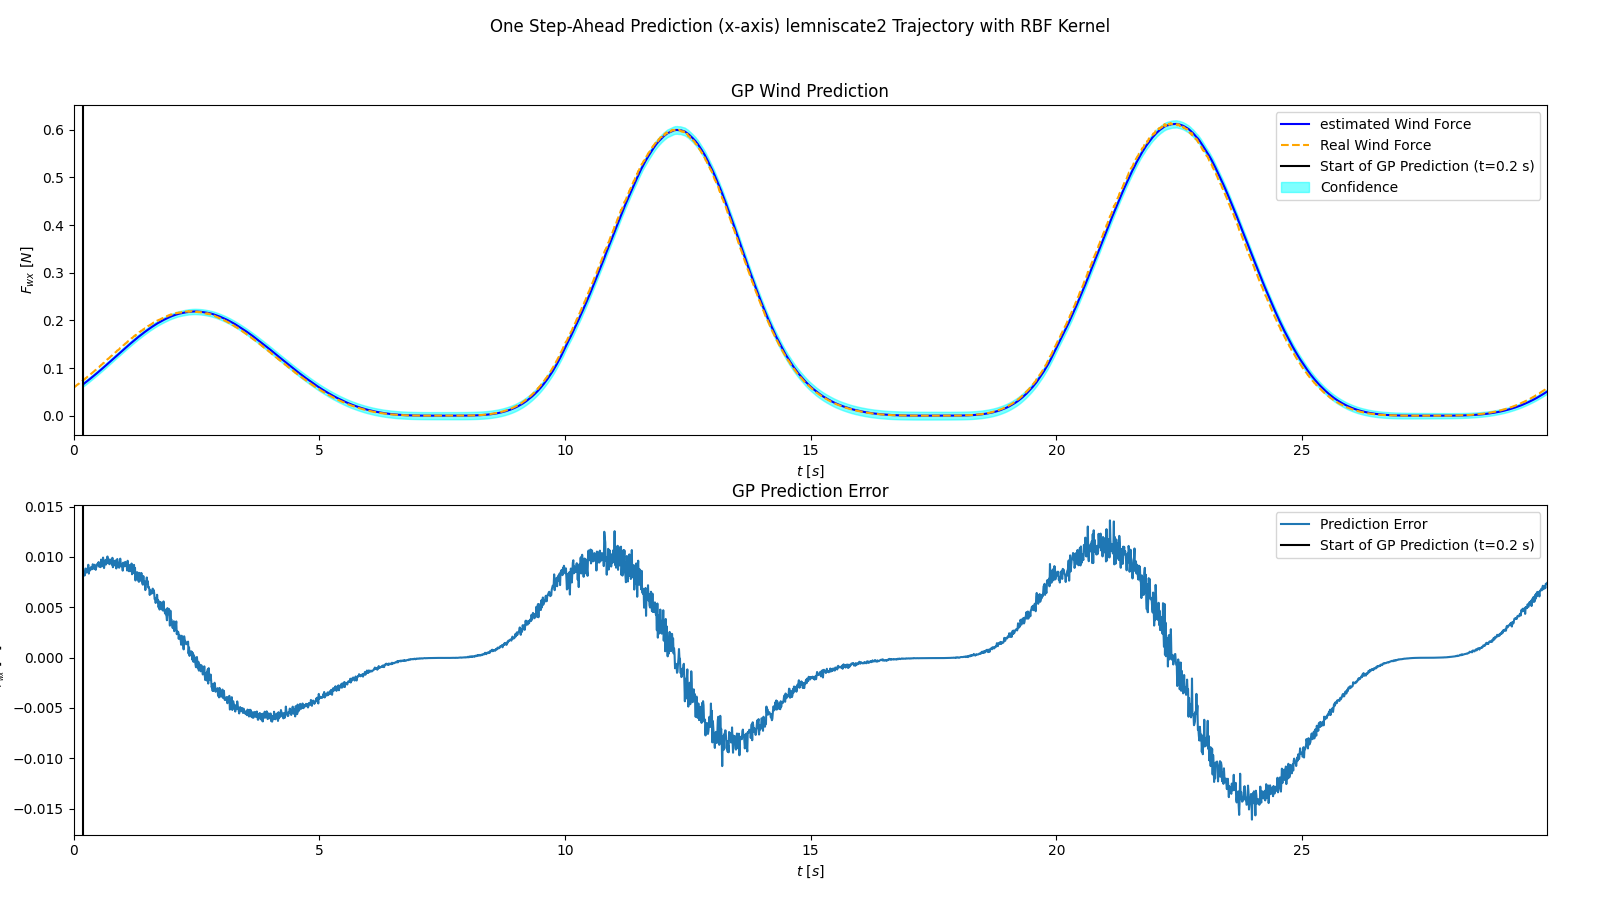 One Step-Ahead Prediction (x-axis) lemniscate2 Trajectory with RBF Kernel
GP Wind Prediction
0.6
0.5
0.4
0.3
0.2
0.1
0.0
F_wx [N]
estimated Wind Force
Real Wind Force
Start of GP Prediction (t=0.2 s)
Confidence
0 5 10 15 20 25
t [s]
GP Prediction Error
0.015
0.010
0.005
0.000
−0.005
−0.010
−0.015
Prediction Error
Start of GP Prediction (t=0.2 s)
0 5 10 15 20 25
t [s]